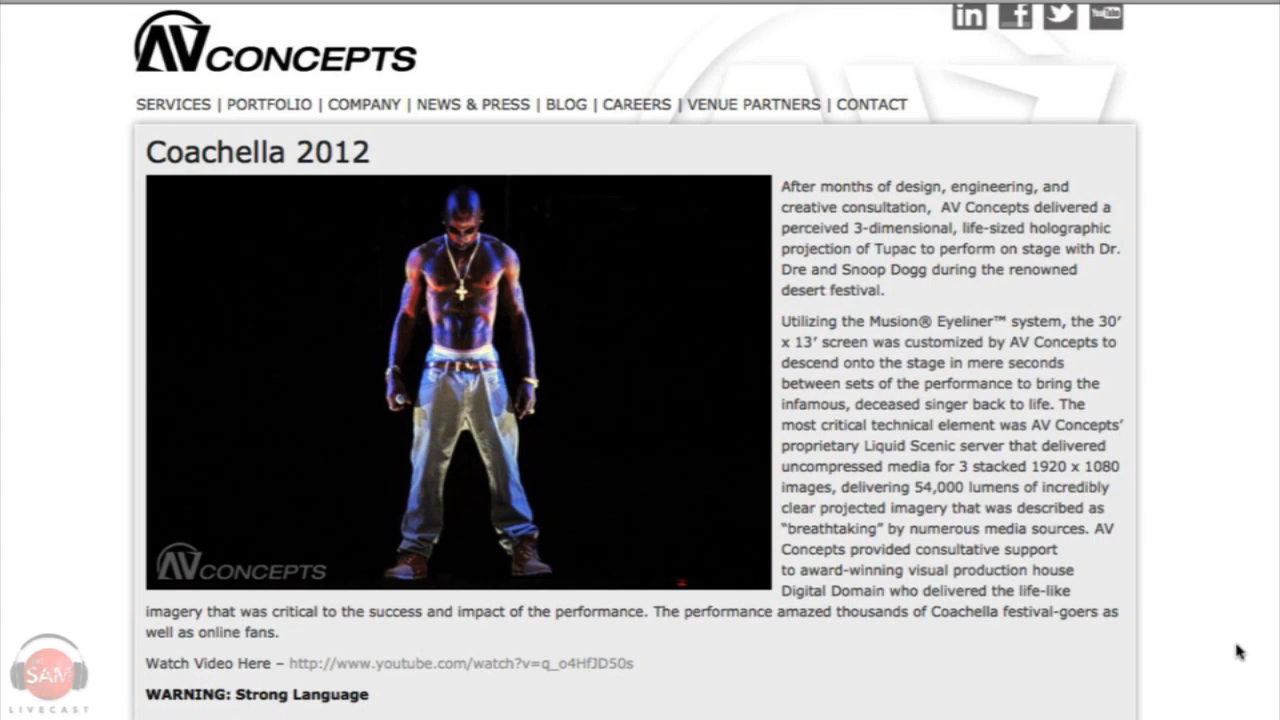 in f YouTube
AV CONCEPTS
SERVICES | PORTFOLIO | COMPANY | NEWS & PRESS | BLOG | CAREERS | VENUE PARTNERS | CONTACT
Coachella 2012
After months of design, engineering, and
creative consultation, AV Concepts delivered a
perceived 3-dimensional, life-sized holographic
projection of Tupac to perform on stage with Dr.
Dre and Snoop Dogg during the renowned
desert festival.
Utilizing the Musion® Eyeliner™ system, the 30′
x 13′ screen was customized by AV Concepts to
descend onto the stage in mere seconds
between sets of the performance to bring the
infamous, deceased singer back to life. The
most critical technical element was AV Concepts’
proprietary Liquid Scenic server that delivered
uncompressed media for 3 stacked 1920 x 1080
images, delivering 54,000 lumens of incredibly
clear projected imagery that was described as
“breathtaking” by numerous media sources. AV
Concepts provided consultative support
to award-winning visual production house
Digital Domain who delivered the life-like
imagery that was critical to the success and impact of the performance. The performance amazed thousands of Coachella festival-goers as
well as online fans.
AV CONCEPTS
Watch Video Here – http://www.youtube.com/watch?v=q_o4HfJD50s
WARNING: Strong Language
SAM
LIVECAST